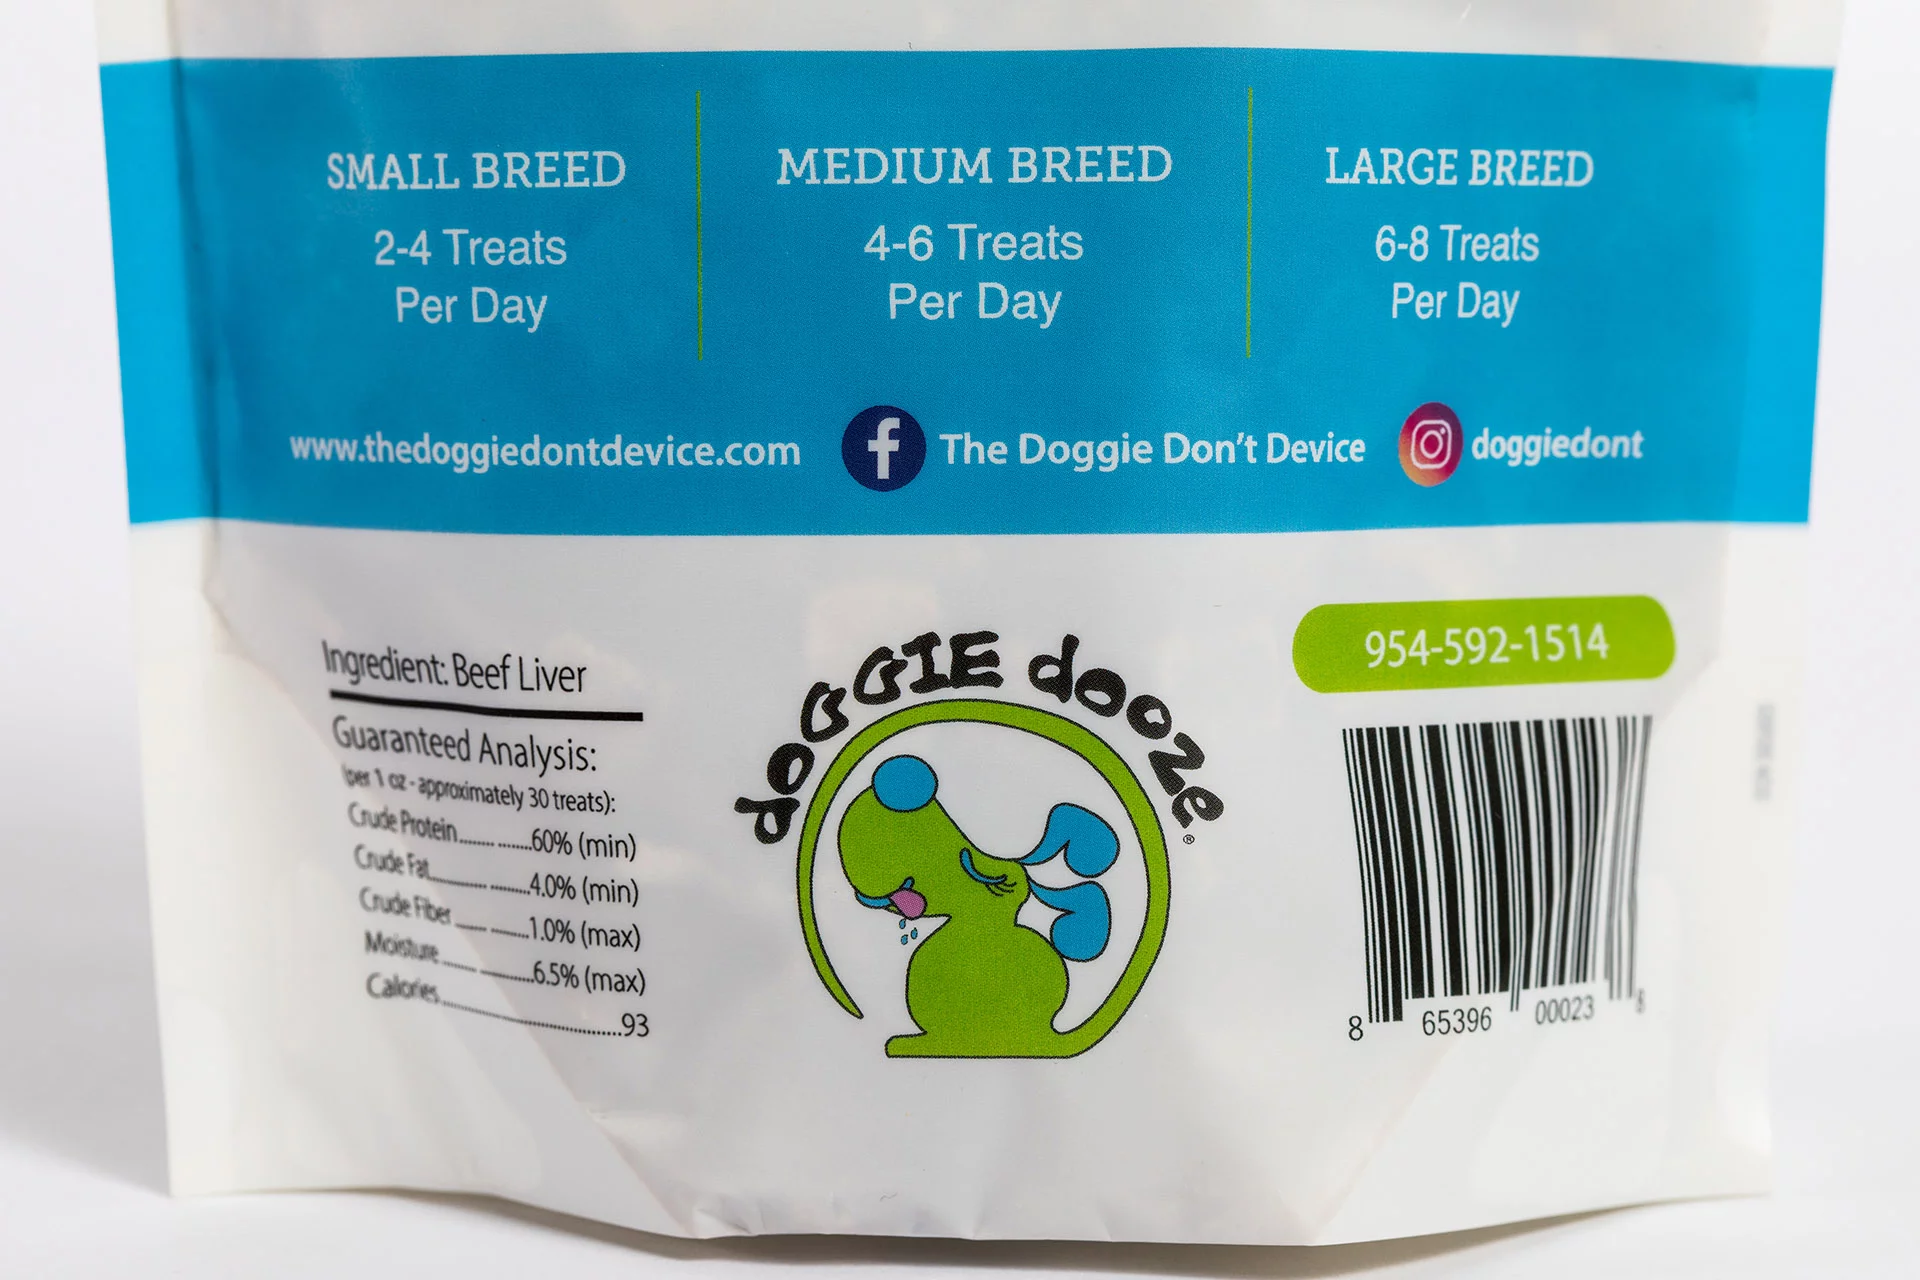 SMALL BREED
2-4 Treats
Per Day
MEDIUM BREED
4-6 Treats
Per Day
LARGE BREED
6-8 Treats
Per Day
www.thedoggiedontdevice.com
f The Doggie Don't Device
doggiedont
Ingredient: Beef Liver
Guaranteed Analysis:
(per 1 oz - approximately 30 treats):
Crude Protein.................60% (min)
Crude Fat.....................4.0% (min)
Crude Fiber...............1.0% (max)
Moisture....................6.5% (max)
Calories..............................93
doGGIE dooze®
954-592-1514
8 65396 00023 8